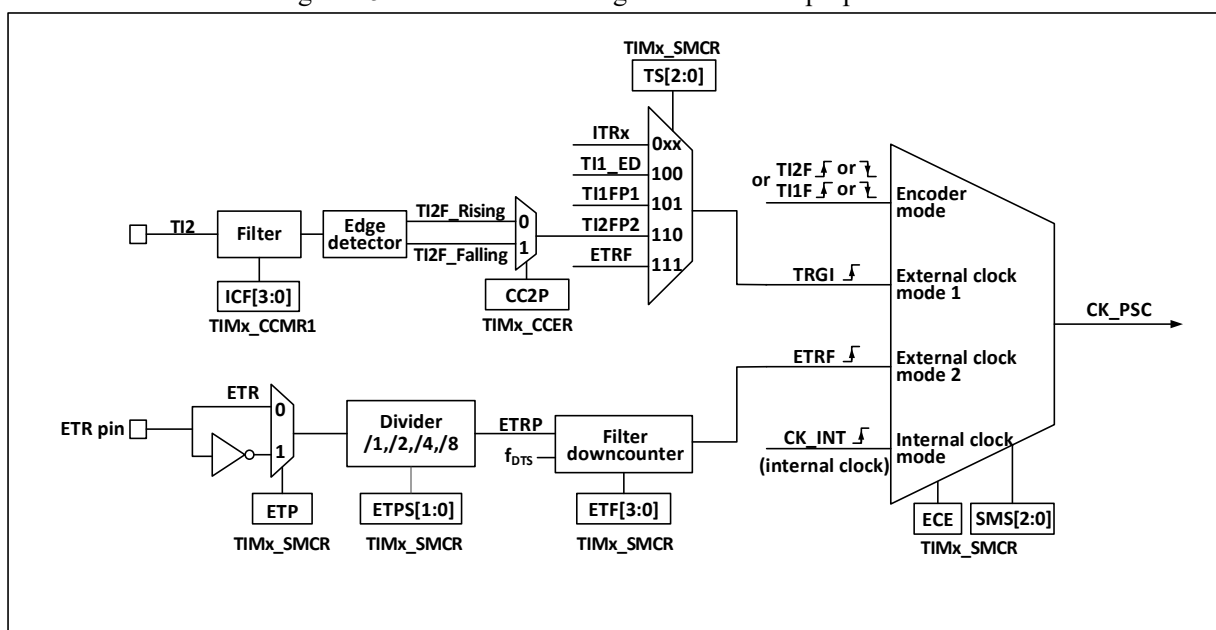 TIMx_SMCR
TS[2:0]
ITRx
0xx
TI1_ED
100
TI1FP1
101
TI2FP2
110
ETRF
111
TI2
Filter
ICF[3:0]
TIMx_CCMR1
Edge
detector
TI2F_Rising
TI2F_Falling
0
1
CC2P
TIMx_CCER
TI2F or
or TI1F or
Encoder
mode
TRGI
External clock
mode 1
ETRF
External clock
mode 2
CK_INT
(internal clock)
Internal clock
mode
CK_PSC
ECE
SMS[2:0]
TIMx_SMCR
ETR pin
ETR
0
1
ETP
TIMx_SMCR
Divider
/1,/2,/4,/8
ETPS[1:0]
TIMx_SMCR
ETRP
fDTS
Filter
downcounter
ETF[3:0]
TIMx_SMCR